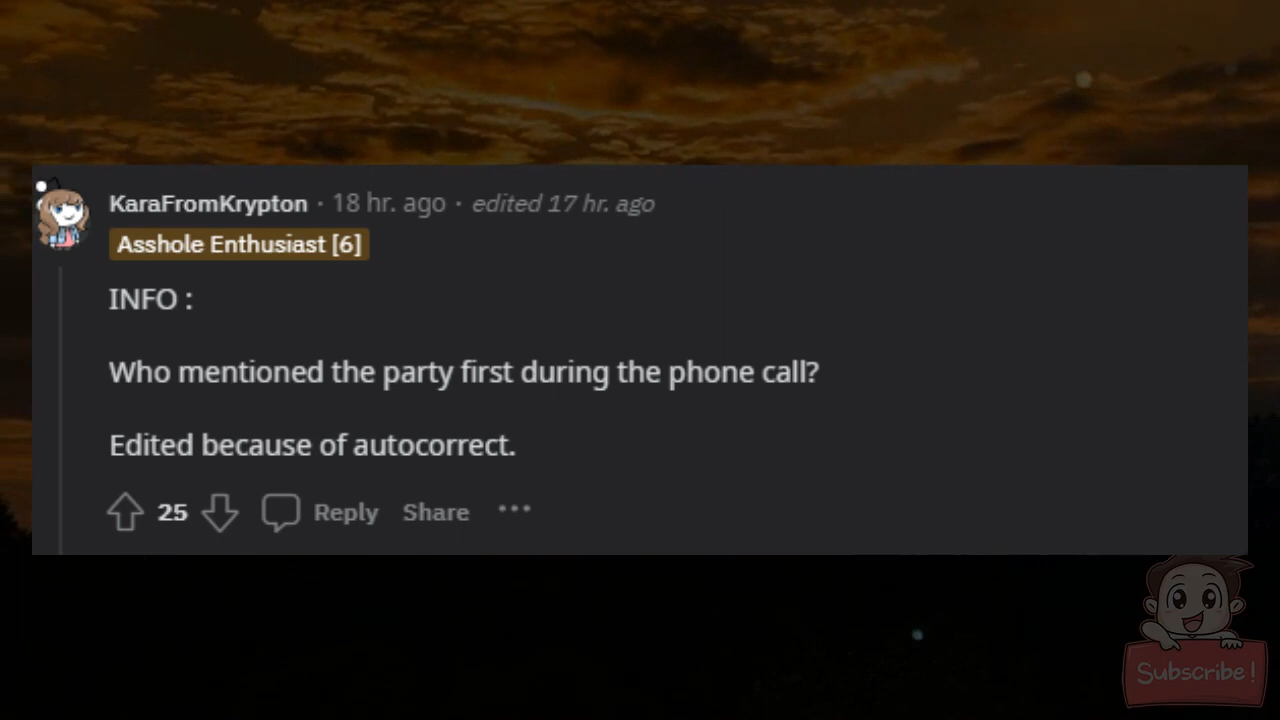 KaraFromKrypton · 18 hr. ago · edited 17 hr. ago
Asshole Enthusiast [6]
INFO :
Who mentioned the party first during the phone call?
Edited because of autocorrect.
25 Reply Share ···
Subscribe!